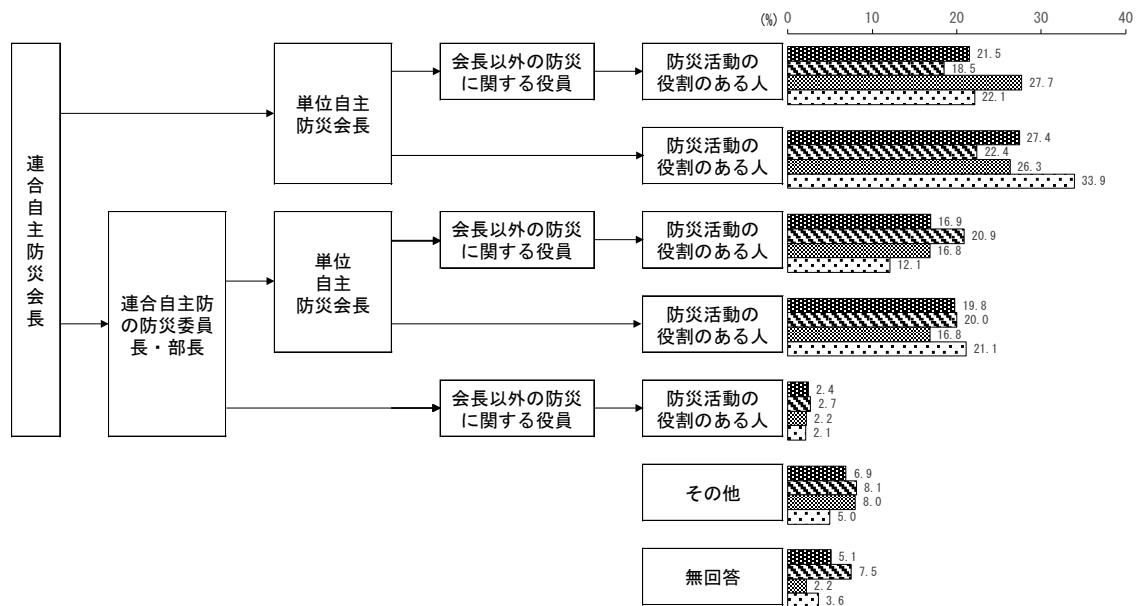 (%) 0 10 20 30 40
連合自主防災会長
単位自主
防災会長
会長以外の防災
に関する役員
防災活動の
役割のある人
21.5
18.5
27.7
22.1
防災活動の
役割のある人
27.4
22.4
26.3
33.9
連合自主防
の防災委員
長・部長
単位
自主
防災会長
会長以外の防災
に関する役員
防災活動の
役割のある人
16.9
20.9
16.8
12.1
防災活動の
役割のある人
19.8
20.0
16.8
21.1
会長以外の防災
に関する役員
防災活動の
役割のある人
2.4
2.7
2.2
2.1
その他
6.9
8.1
8.0
5.0
無回答
5.1
7.5
2.2
3.6